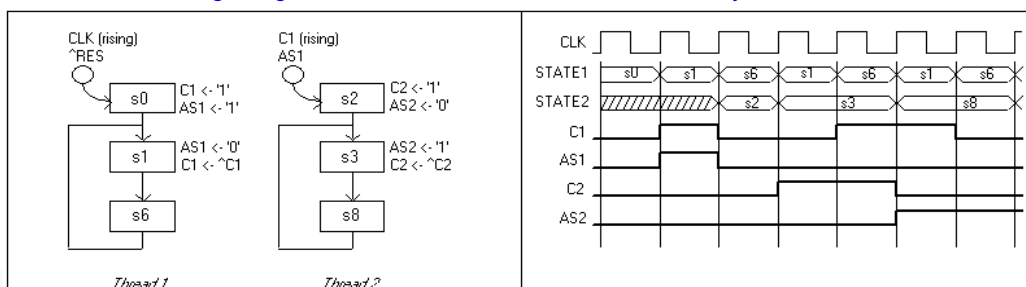 CLK (rising)
^RES
s0
C1 <- '1'
AS1 <- '1'
s1
AS1 <- '0'
C1 <- ^C1
s6
Thread 1
C1 (rising)
AS1
s2
C2 <- '1'
AS2 <- '0'
s3
AS2 <- '1'
C2 <- ^C2
s8
Thread 2
CLK
STATE1 s0 s1 s6 s1 s6 s1 s6
STATE2 s2 s3 s8
C1
AS1
C2
AS2